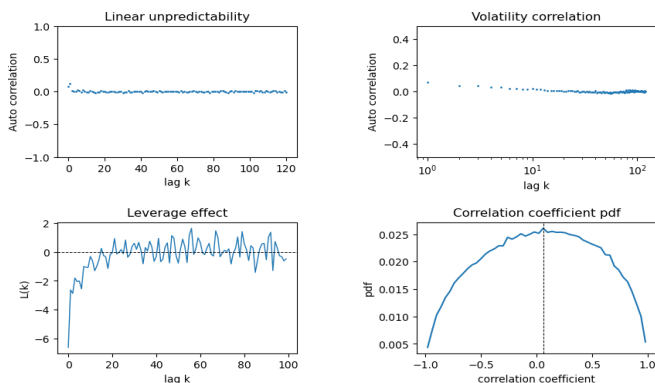 Linear unpredictability
1.0
0.5
0.0
−0.5
−1.0
Auto correlation
0 20 40 60 80 100 120
lag k
Volatility correlation
0.4
0.2
0.0
−0.2
−0.4
Auto correlation
10⁰ 10¹ 10²
lag k
Leverage effect
2
0
−2
−4
−6
L(k)
0 20 40 60 80 100
lag k
Correlation coefficient pdf
0.025
0.020
0.015
0.010
0.005
pdf
−1.0 −0.5 0.0 0.5 1.0
correlation coefficient